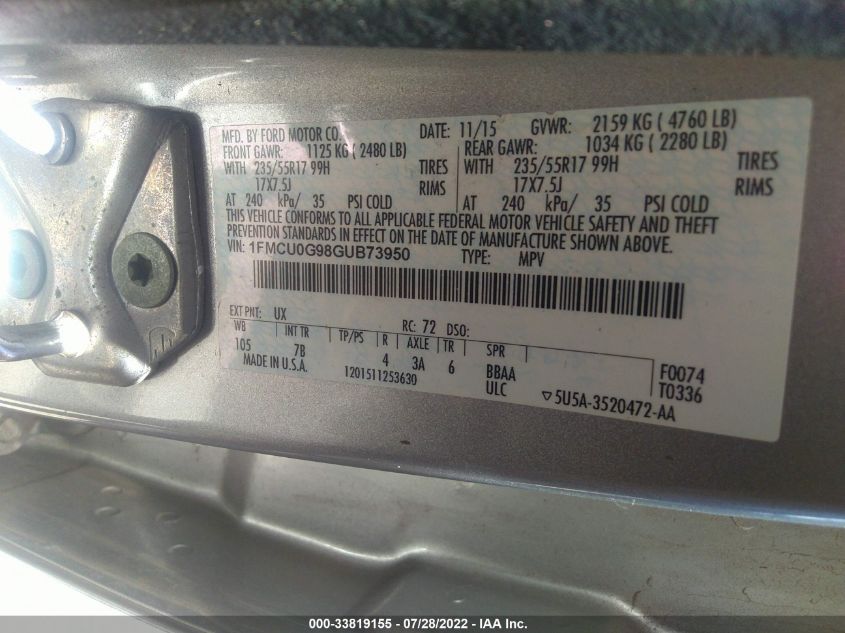 MFD. BY FORD MOTOR CO. DATE: 11/15 GVWR: 2159 KG ( 4760 LB)
FRONT GAWR: 1125 KG ( 2480 LB) REAR GAWR: 1034 KG ( 2280 LB)
WITH 235/55R17 99H TIRES WITH 235/55R17 99H TIRES
17X7.5J RIMS 17X7.5J RIMS
AT 240 kPa/ 35 PSI COLD AT 240 kPa/ 35 PSI COLD
THIS VEHICLE CONFORMS TO ALL APPLICABLE FEDERAL MOTOR VEHICLE SAFETY AND THEFT
PREVENTION STANDARDS IN EFFECT ON THE DATE OF MANUFACTURE SHOWN ABOVE.
VIN: 1FMCU0G98GUB73950 TYPE: MPV
EXT PNT: UX RC: 72 DSO:
WB INT TR TP/PS R AXLE TR SPR
105 7B 4 3A 6 BBAA F0074
MADE IN U.S.A. 1201511253630 ULC ▽5U5A-3520472-AA T0336
000-33819155 - 07/28/2022 - IAA Inc.